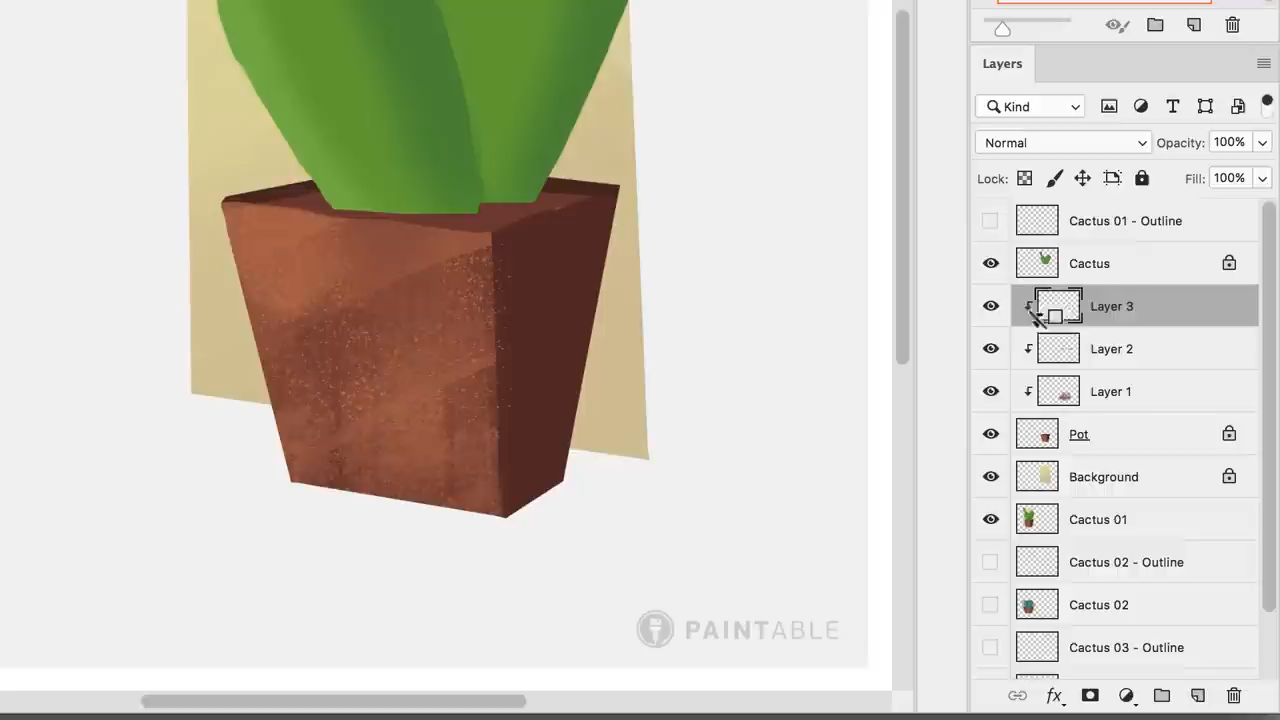 Layers
Kind
Normal
Opacity: 100%
Lock:
Fill: 100%
Cactus 01 - Outline
Cactus
Layer 3
Layer 2
Layer 1
Pot
Background
Cactus 01
Cactus 02 - Outline
Cactus 02
Cactus 03 - Outline
fx
PAINTABLE